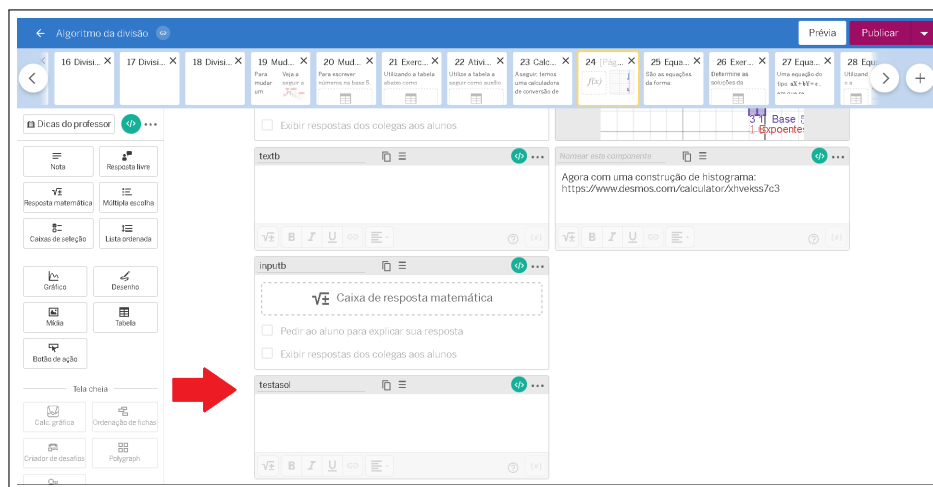 Algoritmo da divisão
Prévia
Publicar
16 Divisi...
17 Divisi...
18 Divisi...
19 Mud...
20 Mud...
21 Exerc...
22 Ativi...
23 Calc...
24 [Pág...
25 Equa...
26 Exer...
27 Equa...
28 Equ
Para
mudar
um
Veja a
seguir a
Para escrever
números na base 5,
Utilizando a tabela
abaixo como
Utilize a tabela a
seguir como auxílio
A seguir, temos
uma calculadora
de conversão de
f(x)
São as equações
da forma:
Determine as
soluções da
Uma equação do
tipo aX + bY = c,
Utilizand
o a
Dicas do professor
Nota
Resposta livre
Resposta matemática
Múltipla escolha
Caixas de seleção
Lista ordenada
Gráfico
Desenho
Mídia
Tabela
Botão de ação
Tela cheia
Calc. gráfica
Ordenação de fichas
Criador de desafios
Polygraph
Exibir respostas dos colegas aos alunos
3 1 Base 5
1 Expoente:
textb
Nomear este componente
Agora com uma construção de histograma:
https://www.desmos.com/calculator/xhvekss7c3
B I U
B I U
inputb
Caixa de resposta matemática
Pedir ao aluno para explicar sua resposta
Exibir respostas dos colegas aos alunos
testasol
B I U